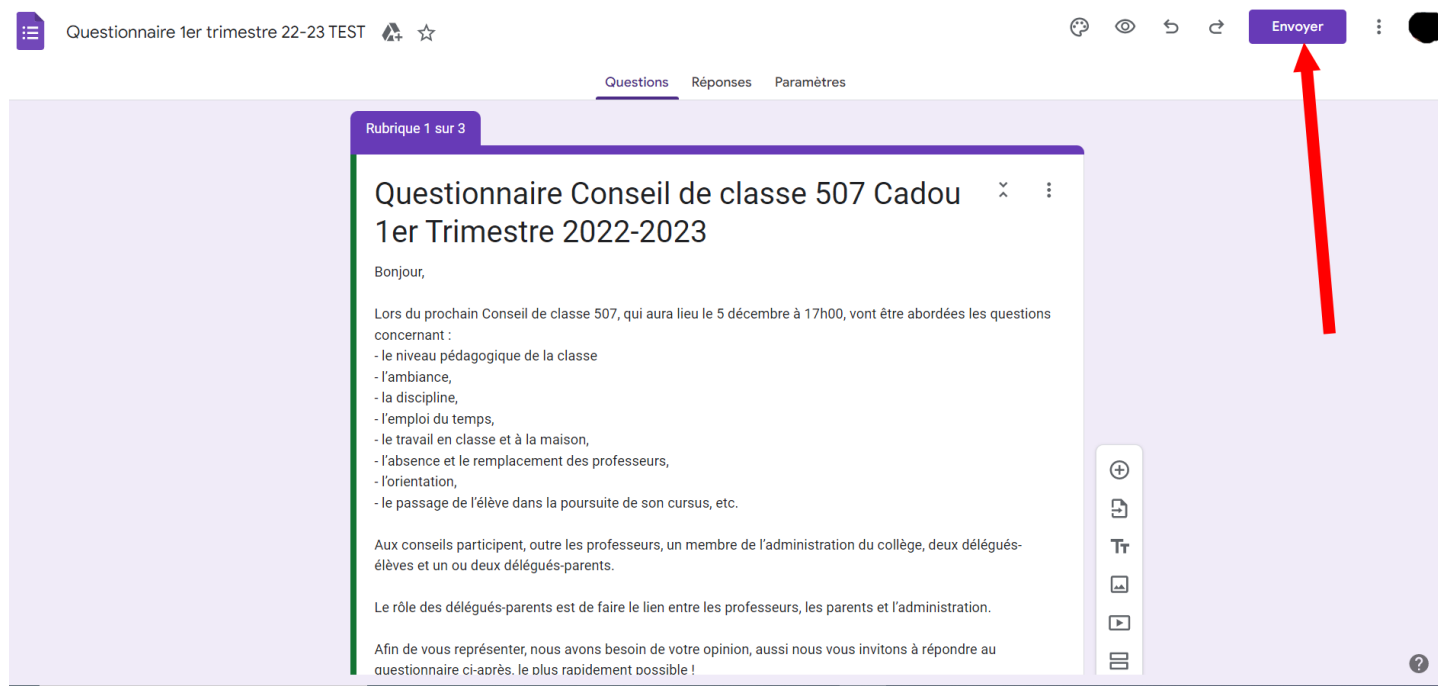 Questionnaire 1er trimestre 22-23 TEST
Envoyer
Questions Réponses Paramètres
Rubrique 1 sur 3
Questionnaire Conseil de classe 507 Cadou
1er Trimestre 2022-2023
Bonjour,
Lors du prochain Conseil de classe 507, qui aura lieu le 5 décembre à 17h00, vont être abordées les questions
concernant :
- le niveau pédagogique de la classe
- l'ambiance,
- la discipline,
- l'emploi du temps,
- le travail en classe et à la maison,
- l'absence et le remplacement des professeurs,
- l'orientation,
- le passage de l'élève dans la poursuite de son cursus, etc.
Aux conseils participent, outre les professeurs, un membre de l'administration du collège, deux délégués-
élèves et un ou deux délégués-parents.
Le rôle des délégués-parents est de faire le lien entre les professeurs, les parents et l'administration.
Afin de vous représenter, nous avons besoin de votre opinion, aussi nous vous invitons à répondre au
questionnaire ci-après, le plus rapidement possible !